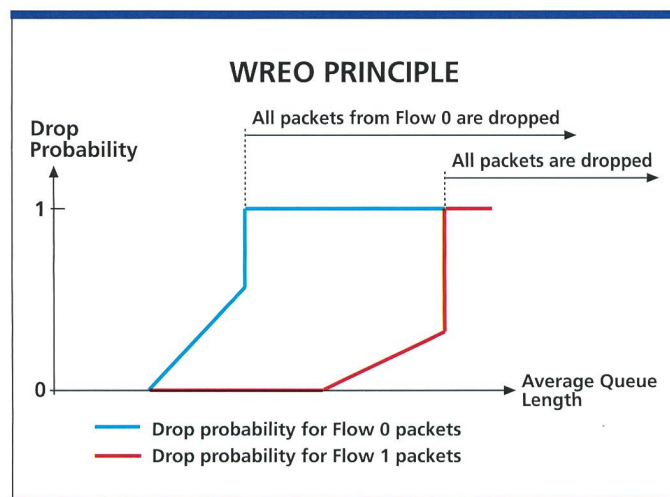 WREO PRINCIPLE
All packets from Flow 0 are dropped
Drop
Probability
All packets are dropped
1
0
Average Queue
Length
Drop probability for Flow 0 packets
Drop probability for Flow 1 packets